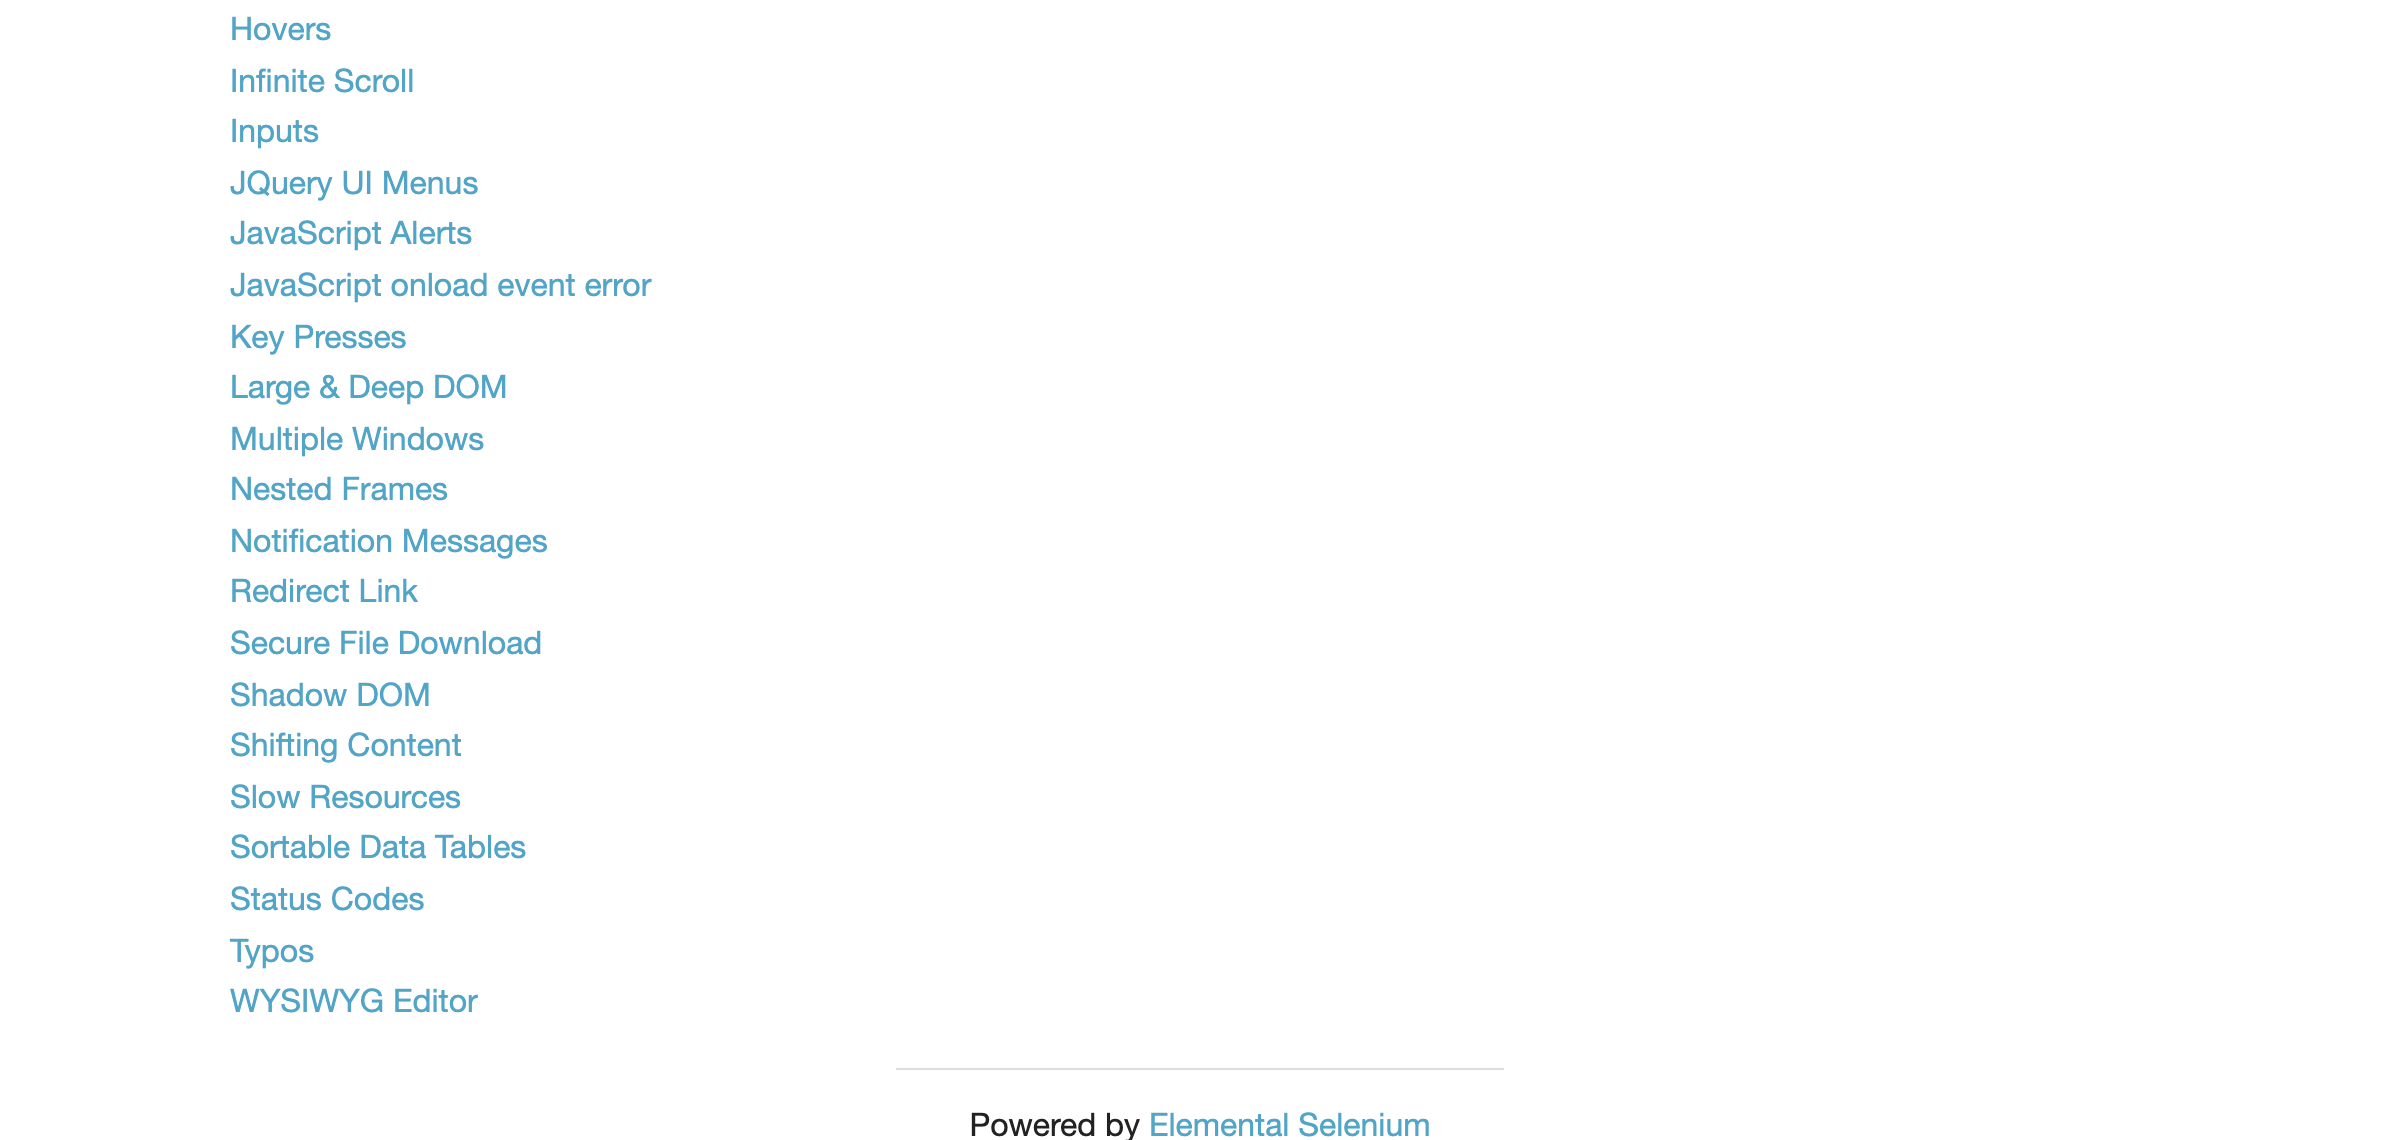 Hovers
Infinite Scroll
Inputs
JQuery UI Menus
JavaScript Alerts
JavaScript onload event error
Key Presses
Large & Deep DOM
Multiple Windows
Nested Frames
Notification Messages
Redirect Link
Secure File Download
Shadow DOM
Shifting Content
Slow Resources
Sortable Data Tables
Status Codes
Typos
WYSIWYG Editor
Powered by Elemental Selenium